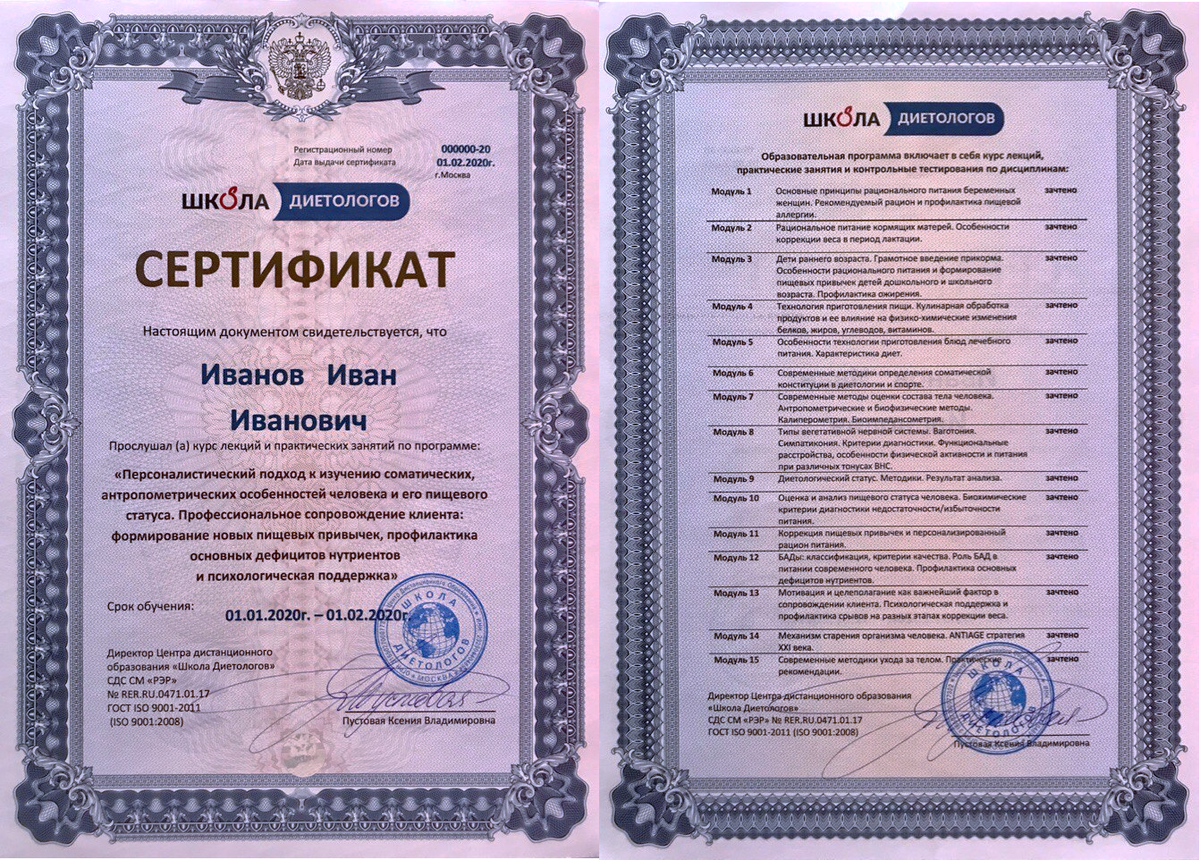 Регистрационный номер 000000-20
Дата выдачи сертификата 01.02.2020г.
г.Москва
ШКОЛА ДИЕТОЛОГОВ
СЕРТИФИКАТ
Настоящим документом свидетельствуется, что
Иванов Иван
Иванович
Прослушал (а) курс лекций и практических занятий по программе:
«Персоналистический подход к изучению соматических,
антропометрических особенностей человека и его пищевого
статуса. Профессиональное сопровождение клиента:
формирование новых пищевых привычек, профилактика
основных дефицитов нутриентов
и психологическая поддержка»
Срок обучения: 01.01.2020г. – 01.02.2020г.
ШКОЛА
ДИЕТОЛОГОВ
Директор Центра дистанционного
образования «Школа Диетологов»
СДС СМ «РЭР»
№ RER.RU.0471.01.17
ГОСТ ISO 9001-2011
(ISO 9001:2008)
Пустовая Ксения Владимировна
ШКОЛА ДИЕТОЛОГОВ
Образовательная программа включает в себя курс лекций,
практические занятия и контрольные тестирования по дисциплинам:
Модуль 1 Основные принципы рационального питания беременных зачтено
женщин. Рекомендуемый рацион и профилактика пищевой
аллергии.
Модуль 2 Рациональное питание кормящих матерей. Особенности зачтено
коррекции веса в период лактации.
Модуль 3 Дети раннего возраста. Грамотное введение прикорма. зачтено
Особенности рационального питания и формирование
пищевых привычек детей дошкольного и школьного
возраста. Профилактика ожирения.
Модуль 4 Технология приготовления пищи. Кулинарная обработка зачтено
продуктов и ее влияние на физико-химические изменения
белков, жиров, углеводов, витаминов.
Модуль 5 Особенности технологии приготовления блюд лечебного зачтено
питания. Характеристика диет.
Модуль 6 Современные методики определения соматической зачтено
конституции в диетологии и спорте.
Модуль 7 Современные методы оценки состава тела человека. зачтено
Антропометрические и биофизические методы.
Калиперометрия. Биоимпедансометрия.
Модуль 8 Типы вегетативной нервной системы. Ваготония. зачтено
Симпатикония. Критерии диагностики. Функциональные
расстройства, особенности физической активности и питания
при различных тонусах ВНС.
Модуль 9 Диетологический статус. Методики. Результат анализа. зачтено
Модуль 10 Оценка и анализ пищевого статуса человека. Биохимические зачтено
критерии диагностики недостаточности/избыточности
питания.
Модуль 11 Коррекция пищевых привычек и персонализированный зачтено
рацион питания.
Модуль 12 БАДы: классификация, критерии качества. Роль БАД в зачтено
питании современного человека. Профилактика основных
дефицитов нутриентов.
Модуль 13 Мотивация и целеполагание как важнейший фактор в зачтено
сопровождении клиента. Психологическая поддержка и
профилактика срывов на разных этапах коррекции веса.
Модуль 14 Механизм старения организма человека. ANTIAGE стратегия зачтено
XXI века.
Модуль 15 Современные методики ухода за телом. Практические зачтено
рекомендации.
ШКОЛА
ДИЕТОЛОГОВ
Директор Центра дистанционного образования
«Школа Диетологов»
СДС СМ «РЭР» № RER.RU.0471.01.17
ГОСТ ISO 9001-2011 (ISO 9001:2008)
Пустовая Ксения Владимировна